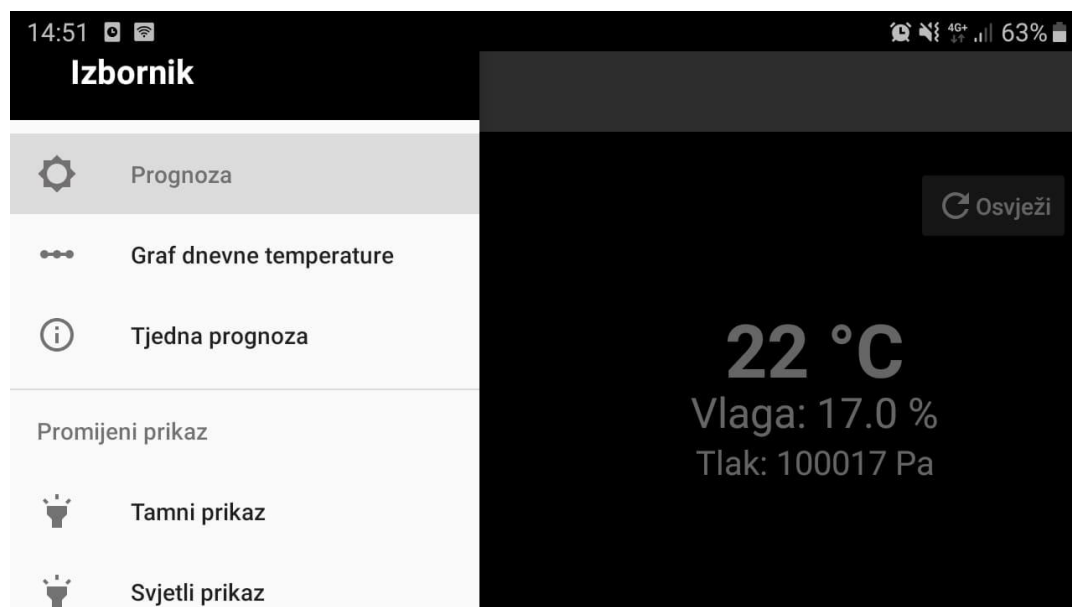 14:51
4G+ 63%
Izbornik
Prognoza
Graf dnevne temperature
Tjedna prognoza
Promijeni prikaz
Tamni prikaz
Svjetli prikaz
Osvježi
22 °C
Vlaga: 17.0 %
Tlak: 100017 Pa